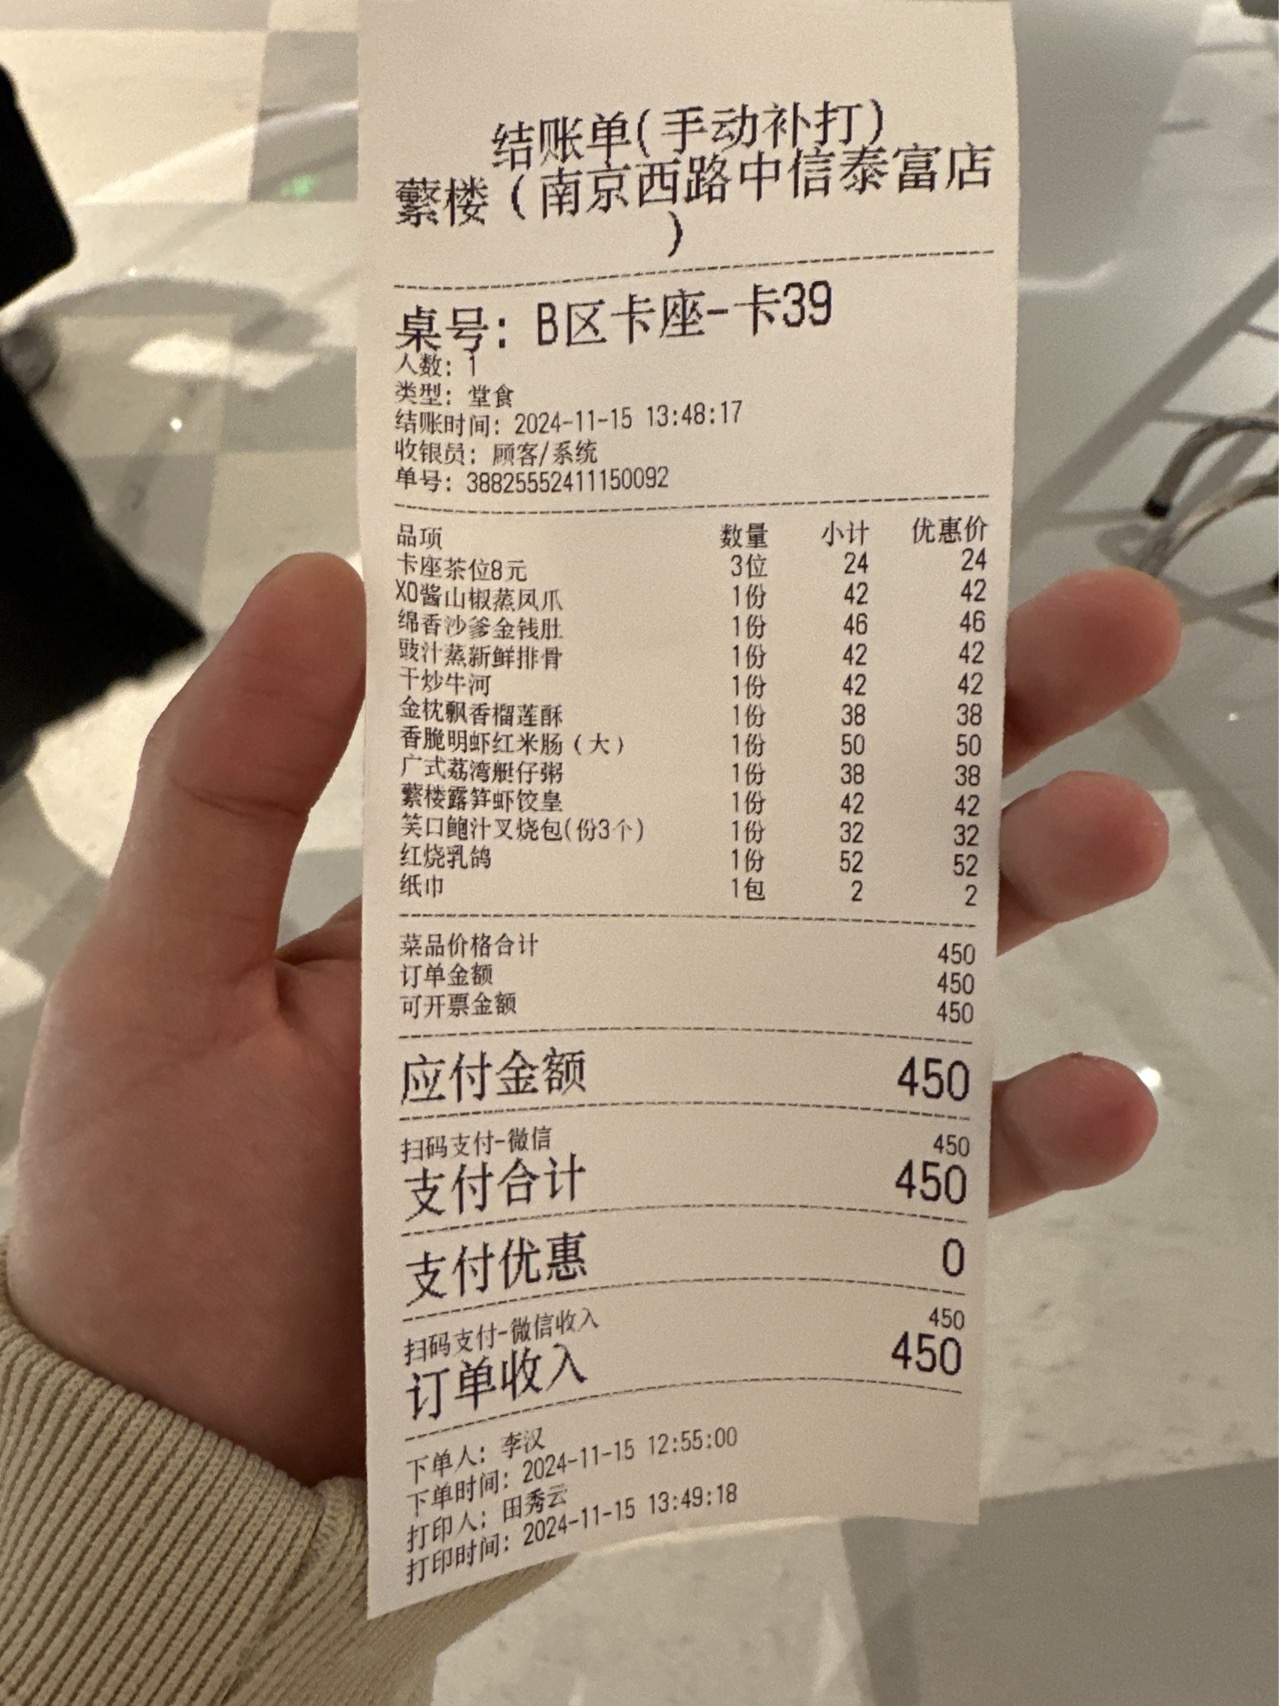 结账单(手动补打)
蘩楼（南京西路中信泰富店
）
桌号: B区卡座-卡39
人数: 1
类型: 堂食
结账时间: 2024-11-15 13:48:17
收银员: 顾客/系统
单号: 38825552411150092
品项 数量 小计 优惠价
卡座茶位8元 3位 24 24
XO酱山椒蒸凤爪 1份 42 42
绵香沙爹金钱肚 1份 46 46
豉汁蒸新鲜排骨 1份 42 42
干炒牛河 1份 42 42
金枕飘香榴莲酥 1份 38 38
香脆明虾红米肠（大） 1份 50 50
广式荔湾艇仔粥 1份 38 38
蘩楼露笋虾饺皇 1份 42 42
笑口鲍汁叉烧包(份3个) 1份 32 32
红烧乳鸽 1份 52 52
纸巾 1包 2 2
菜品价格合计 450
订单金额 450
可开票金额 450
应付金额 450
扫码支付-微信 450
支付合计 450
支付优惠 0
扫码支付-微信收入 450
订单收入 450
下单人: 李汉
下单时间: 2024-11-15 12:55:00
打印人: 田秀云
打印时间: 2024-11-15 13:49:18